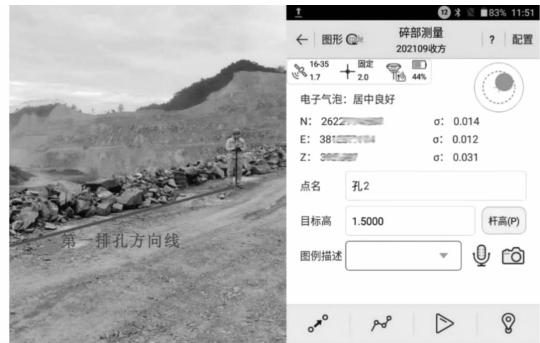 第一排孔方向线
12 83% 11:51
图形 碎部测量 ? 配置
202109收方
16-35 固定
1.7 2.0 44%
电子气泡：居中良好
N： 2622 σ： 0.014
E： 381 σ： 0.012
Z： σ： 0.031
点名 孔2
目标高 1.5000 杆高(P)
图例描述